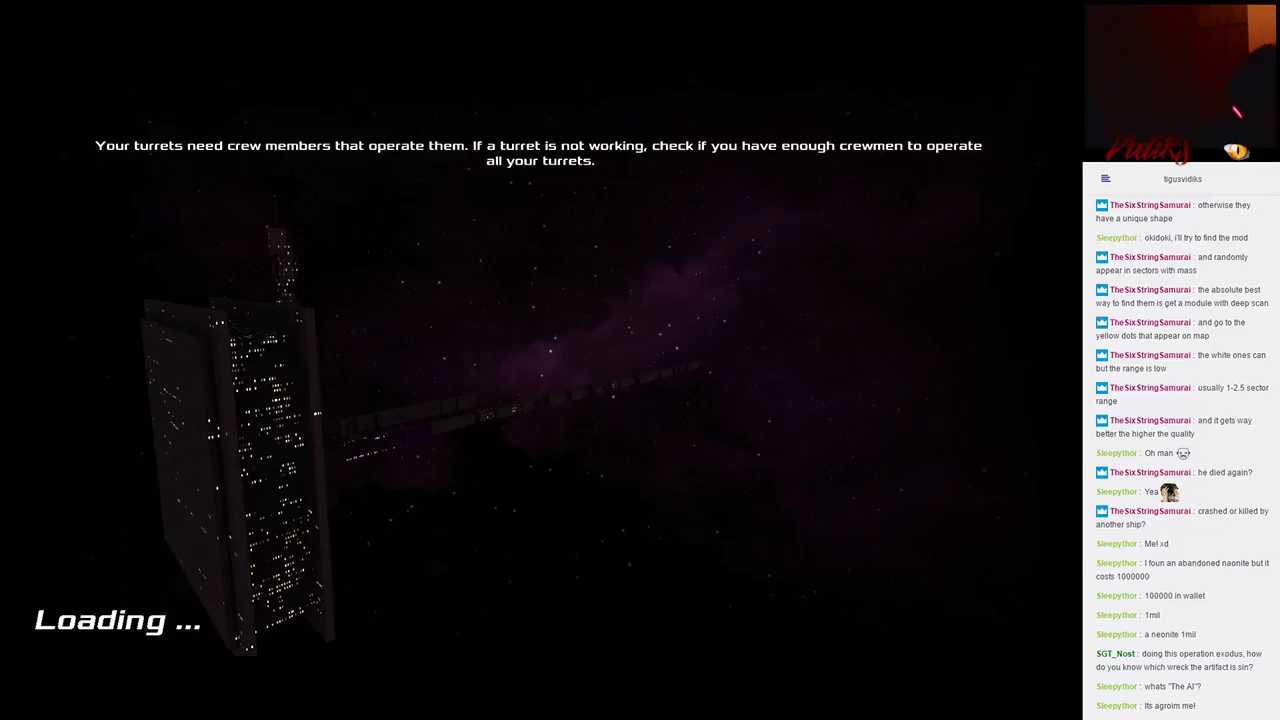 Your turrets need crew members that operate them. If a turret is not working, check if you have enough crewmen to operate
all your turrets.
Loading ...
tigusvidiks
TheSixStringSamurai : otherwise they
have a unique shape
Sleepythor : okidoki, i'll try to find the mod
TheSixStringSamurai : and randomly
appear in sectors with mass
TheSixStringSamurai : the absolute best
way to find them is get a module with deep scan
TheSixStringSamurai : and go to the
yellow dots that appear on map
TheSixStringSamurai : the white ones can
but the range is low
TheSixStringSamurai : usually 1-2.5 sector
range
TheSixStringSamurai : and it gets way
better the higher the quality
Sleepythor : Oh man
TheSixStringSamurai : he died again?
Sleepythor : Yea
TheSixStringSamurai : crashed or killed by
another ship?
Sleepythor : Me! xd
Sleepythor : I foun an abandoned naonite but it
costs 1000000
Sleepythor : 100000 in wallet
Sleepythor : 1mil
Sleepythor : a neonite 1mil
SGT_Nost : doing this operation exodus, how
do you know which wreck the artifact is sin?
Sleepythor : whats "The AI"?
Sleepythor : Its agroim me!